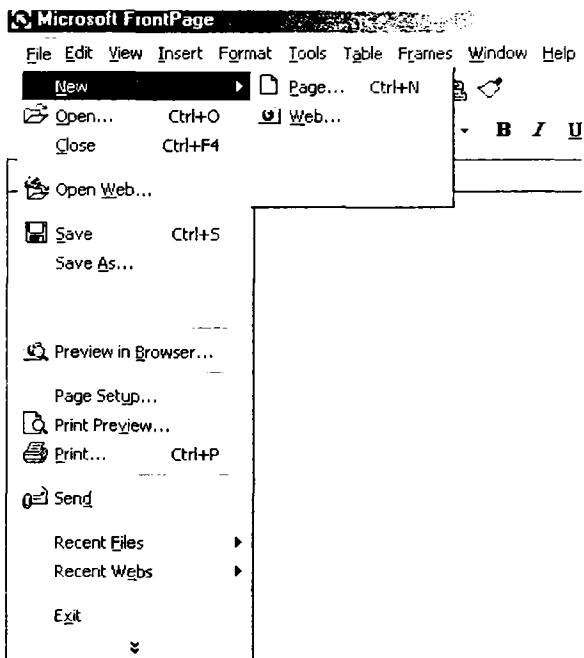 Microsoft FrontPage
File Edit View Insert Format Tools Table Frames Window Help
New Page... Ctrl+N
Open... Ctrl+O Web...
Close Ctrl+F4 B I U
Open Web...
Save Ctrl+S
Save As...
Preview in Browser...
Page Setup...
Print Preview...
Print... Ctrl+P
Send
Recent Files
Recent Webs
Exit